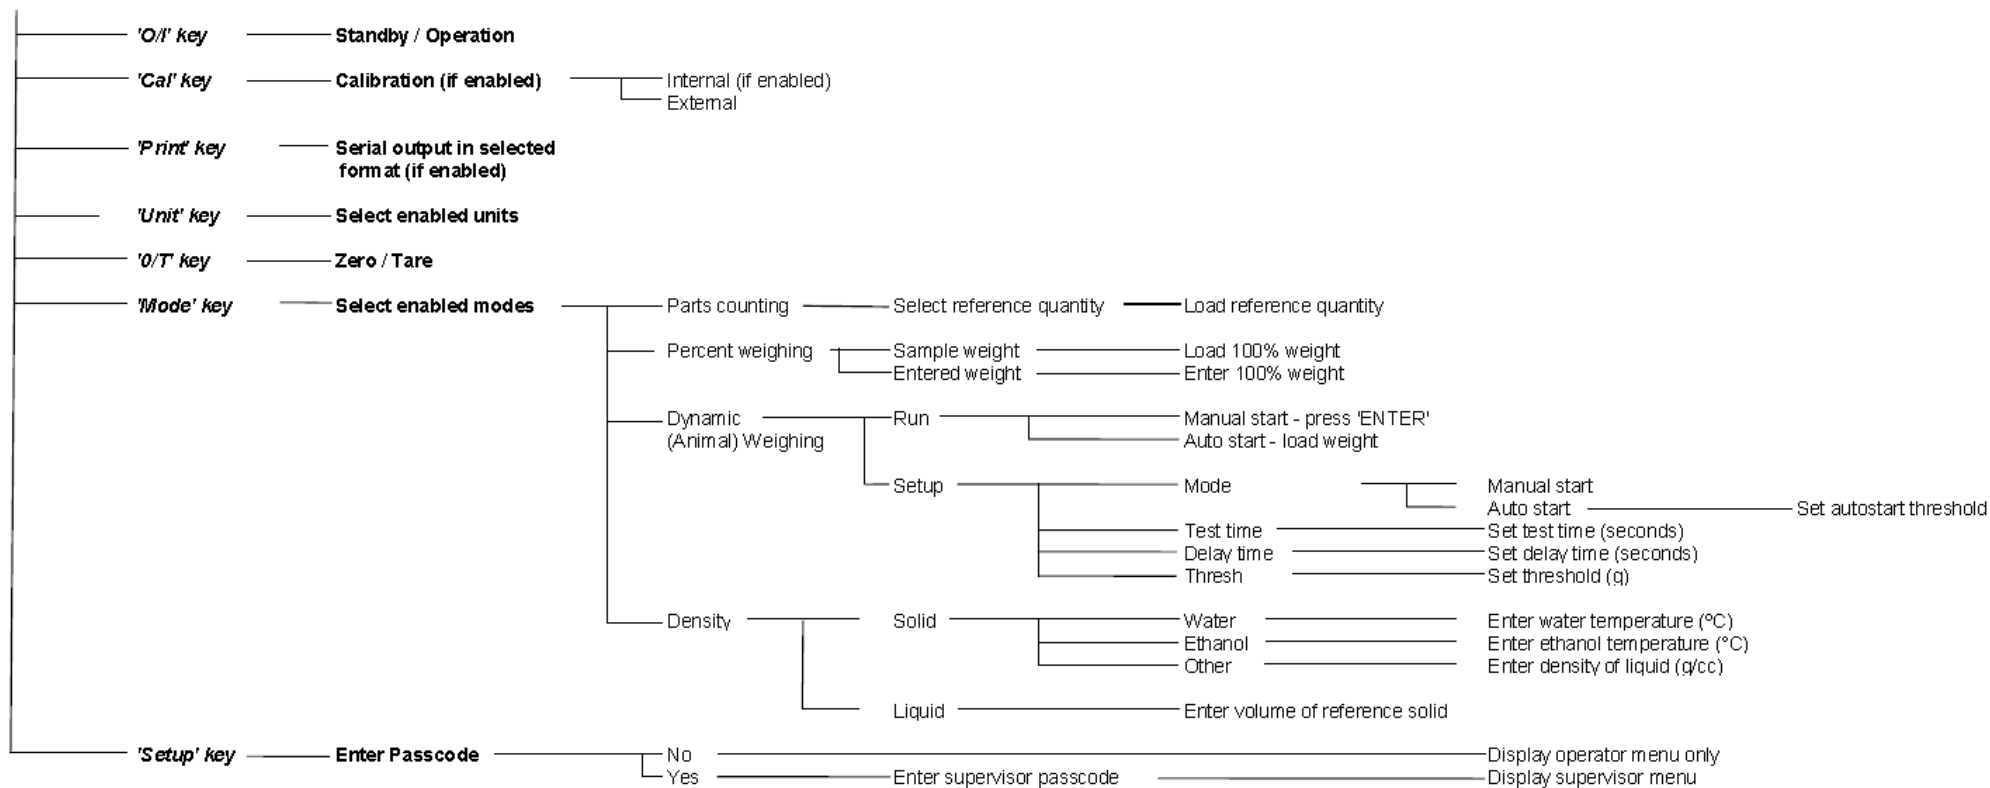 'O/I' key Standby / Operation
'Cal' key Calibration (if enabled) Internal (if enabled)
External
'Print' key Serial output in selected
format (if enabled)
'Unit' key Select enabled units
'0/T' key Zero / Tare
'Mode' key Select enabled modes Parts counting Select reference quantity Load reference quantity
Percent weighing Sample weight Load 100% weight
Entered weight Enter 100% weight
Dynamic Run Manual start - press 'ENTER'
(Animal) Weighing Auto start - load weight
Setup Mode Manual start
Auto start Set autostart threshold
Test time Set test time (seconds)
Delay time Set delay time (seconds)
Thresh Set threshold (g)
Density Solid Water Enter water temperature (ºC)
Ethanol Enter ethanol temperature (°C)
Other Enter density of liquid (g/cc)
Liquid Enter volume of reference solid
'Setup' key Enter Passcode No Display operator menu only
Yes Enter supervisor passcode Display supervisor menu